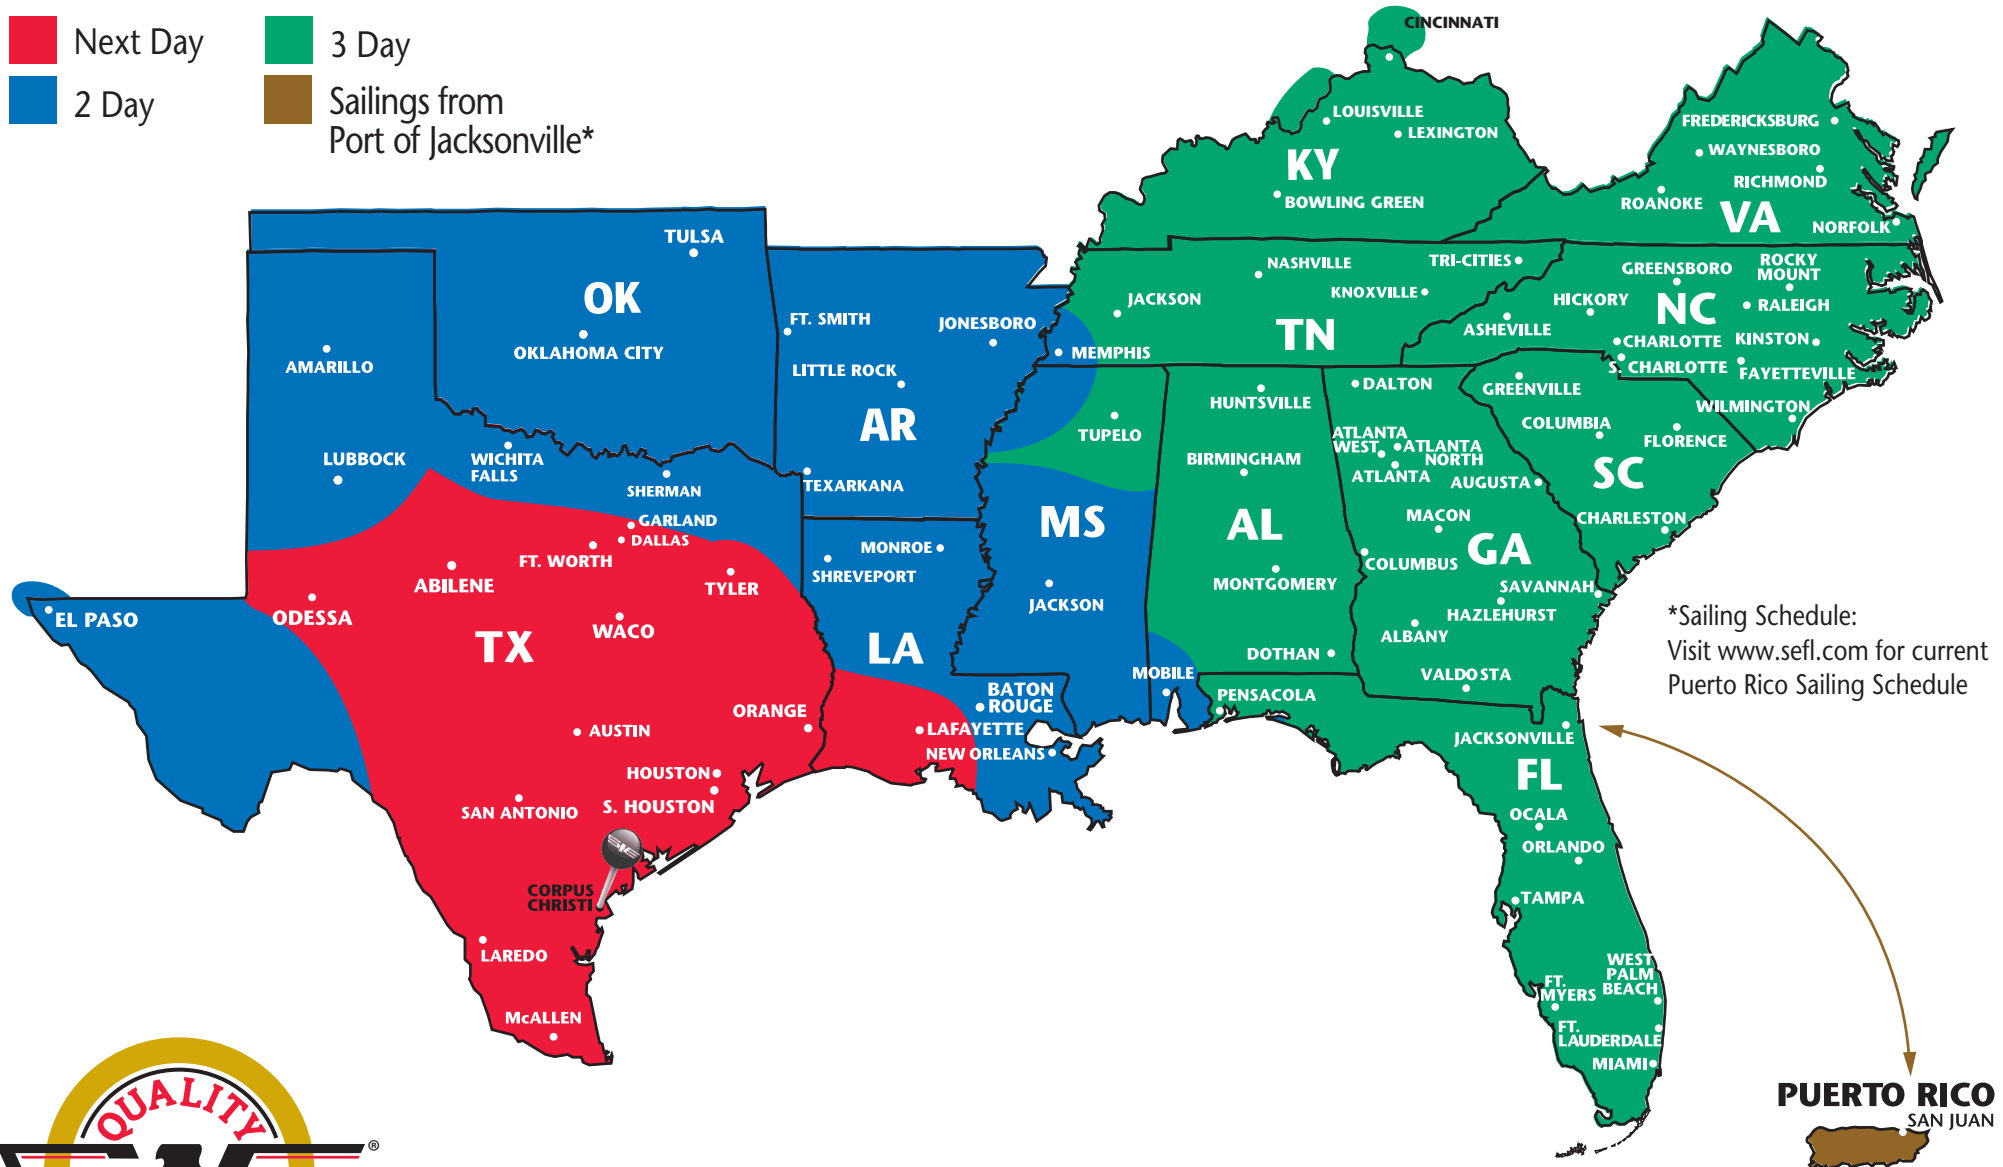 Next Day
3 Day
2 Day
Sailings from
Port of Jacksonville*
CINCINNATI
LOUISVILLE
LEXINGTON
KY
BOWLING GREEN
FREDERICKSBURG
WAYNESBORO
RICHMOND
ROANOKE
VA
NORFOLK
TULSA
OK
OKLAHOMA CITY
AMARILLO
LUBBOCK
WICHITA
FALLS
SHERMAN
GARLAND
DALLAS
FT. WORTH
ABILENE
TYLER
EL PASO
ODESSA
WACO
TX
ORANGE
AUSTIN
HOUSTON
S. HOUSTON
SAN ANTONIO
CORPUS
CHRISTI
LAREDO
McALLEN
FT. SMITH
JONESBORO
LITTLE ROCK
AR
TEXARKANA
MONROE
SHREVEPORT
LA
BATON
ROUGE
LAFAYETTE
NEW ORLEANS
NASHVILLE
TRI-CITIES
KNOXVILLE
JACKSON
TN
MEMPHIS
TUPELO
MS
JACKSON
HUNTSVILLE
BIRMINGHAM
AL
MONTGOMERY
DOTHAN
MOBILE
GREENSBORO
ROCKY
MOUNT
HICKORY
NC
RALEIGH
ASHEVILLE
CHARLOTTE
KINSTON
S. CHARLOTTE
FAYETTEVILLE
WILMINGTON
GREENVILLE
COLUMBIA
FLORENCE
SC
CHARLESTON
DALTON
ATLANTA
WEST
ATLANTA
NORTH
ATLANTA
AUGUSTA
MACON
GA
COLUMBUS
SAVANNAH
HAZLEHURST
ALBANY
VALDOSTA
PENSACOLA
JACKSONVILLE
FL
OCALA
ORLANDO
TAMPA
WEST
PALM
BEACH
FT.
MYERS
FT.
LAUDERDALE
MIAMI
*Sailing Schedule:
Visit www.sefl.com for current
Puerto Rico Sailing Schedule
PUERTO RICO
SAN JUAN
QUALITY
®